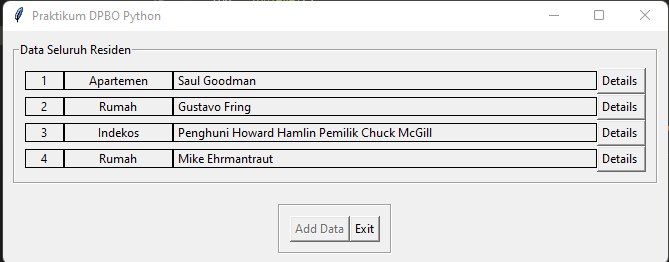 Praktikum DPBO Python
Data Seluruh Residen
1 Apartemen Saul Goodman Details
2 Rumah Gustavo Fring Details
3 Indekos Penghuni Howard Hamlin Pemilik Chuck McGill Details
4 Rumah Mike Ehrmantraut Details
Add Data Exit